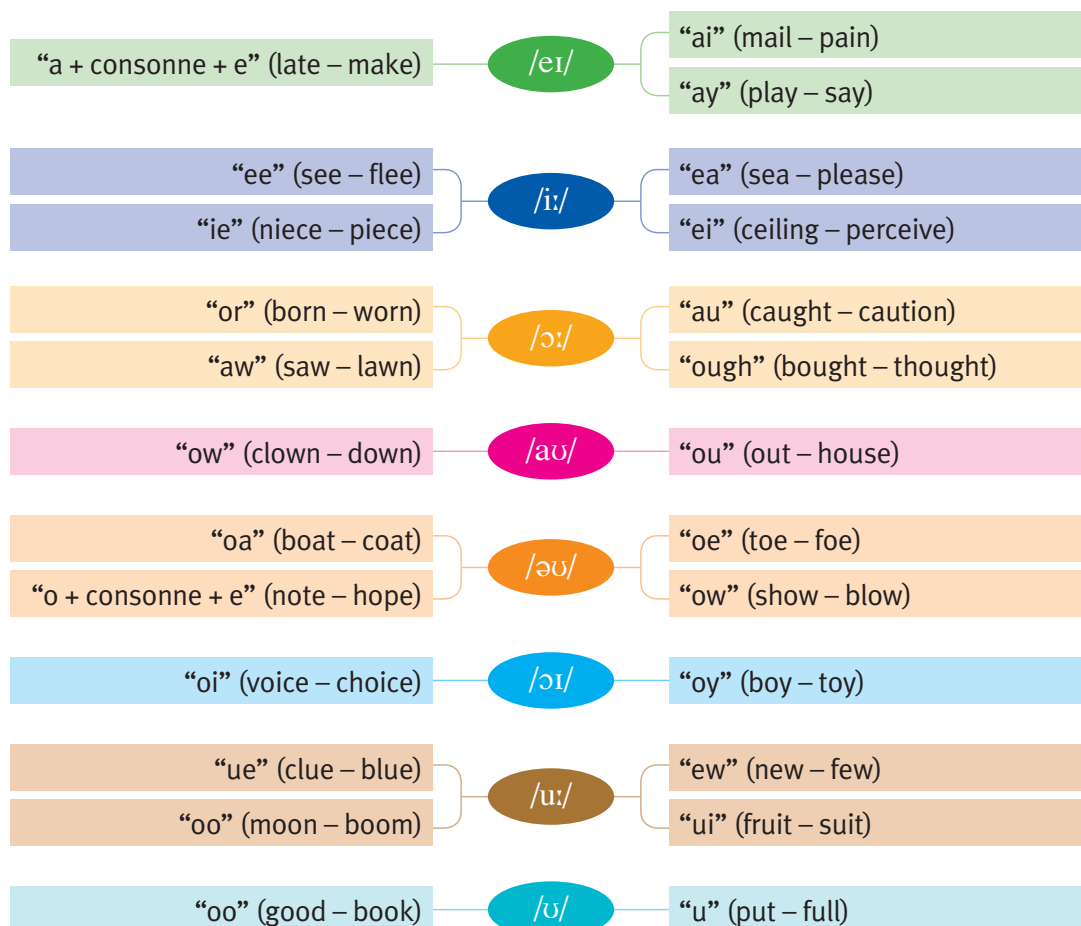 “a + consonne + e” (late – make)
/eɪ/
“ai” (mail – pain)
“ay” (play – say)
“ee” (see – flee)
“ie” (niece – piece)
/iː/
“ea” (sea – please)
“ei” (ceiling – perceive)
“or” (born – worn)
“aw” (saw – lawn)
/ɔː/
“au” (caught – caution)
“ough” (bought – thought)
“ow” (clown – down)
/aʊ/
“ou” (out – house)
“oa” (boat – coat)
“o + consonne + e” (note – hope)
/əʊ/
“oe” (toe – foe)
“ow” (show – blow)
“oi” (voice – choice)
/ɔɪ/
“oy” (boy – toy)
“ue” (clue – blue)
“oo” (moon – boom)
/uː/
“ew” (new – few)
“ui” (fruit – suit)
“oo” (good – book)
/ʊ/
“u” (put – full)